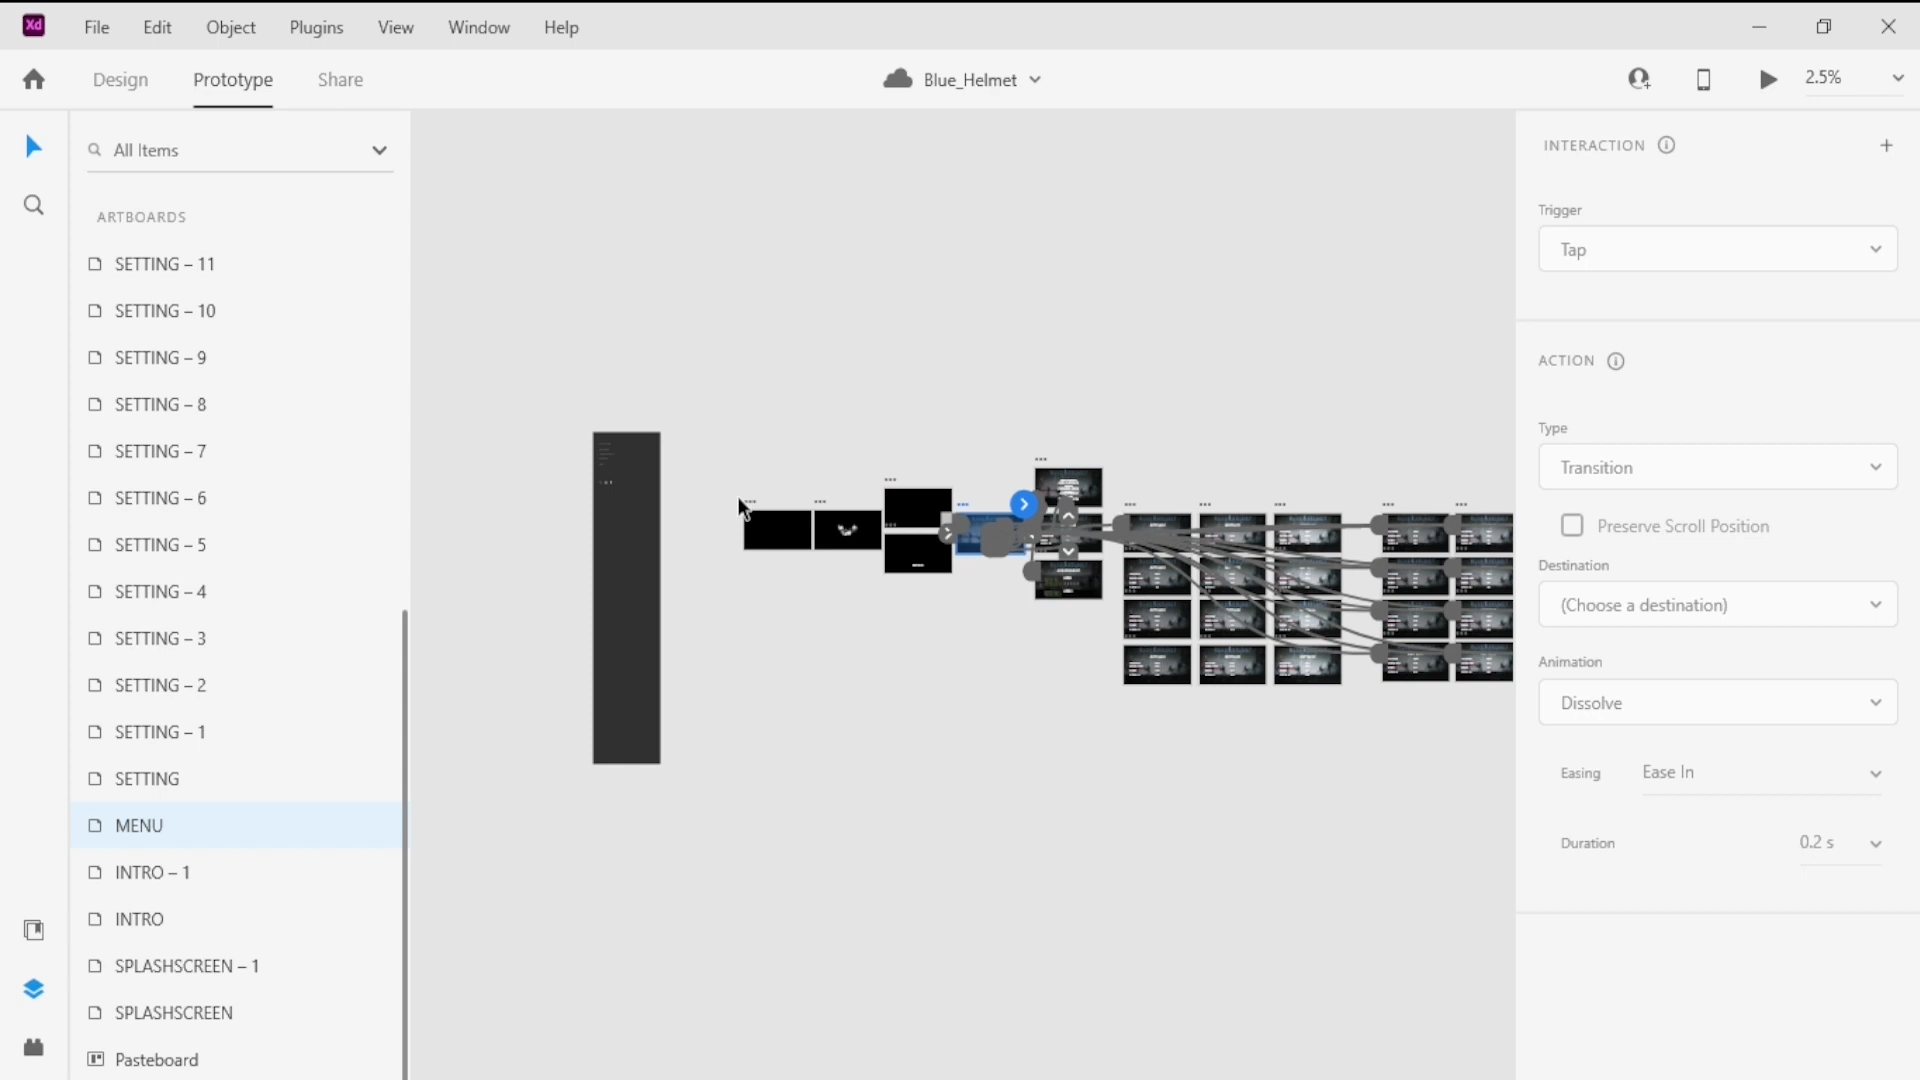 Xd File Edit Object Plugins View Window Help
Design Prototype Share Blue_Helmet 2.5%
All Items
ARTBOARDS
SETTING – 11
SETTING – 10
SETTING – 9
SETTING – 8
SETTING – 7
SETTING – 6
SETTING – 5
SETTING – 4
SETTING – 3
SETTING – 2
SETTING – 1
SETTING
MENU
INTRO – 1
INTRO
SPLASHSCREEN – 1
SPLASHSCREEN
Pasteboard
INTERACTION
Trigger
Tap
ACTION
Type
Transition
Preserve Scroll Position
Destination
(Choose a destination)
Animation
Dissolve
Easing Ease In
Duration 0.2 s